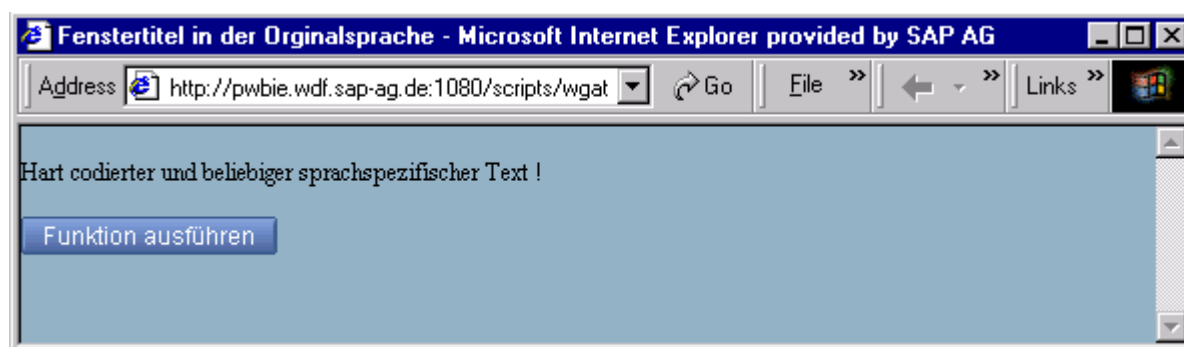 Fenstertitel in der Orginalsprache - Microsoft Internet Explorer provided by SAP AG
Address http://pwbie.wdf.sap-ag.de:1080/scripts/wgat Go File » » Links »
Hart codierter und beliebiger sprachspezifischer Text !
Funktion ausführen